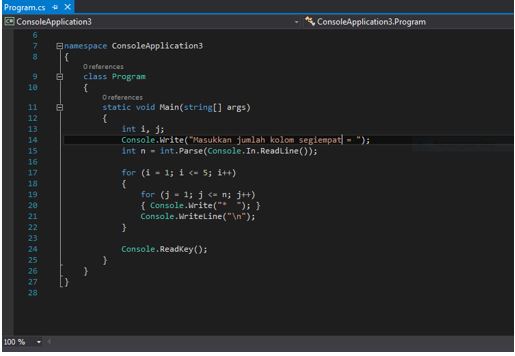 Program.cs
ConsoleApplication3 ConsoleApplication3.Program
6
7 namespace ConsoleApplication3
8 {
0 references
9 class Program
10 {
0 references
11 static void Main(string[] args)
12 {
13 int i, j;
14 Console.Write("Masukkan jumlah kolom segiempat = ");
15 int n = int.Parse(Console.In.ReadLine());
16
17 for (i = 1; i <= 5; i++)
18 {
19 for (j = 1; j <= n; j++)
20 { Console.Write("*  "); }
21 Console.WriteLine("\n");
22 }
23
24 Console.ReadKey();
25 }
26 }
27 }
28
100 %